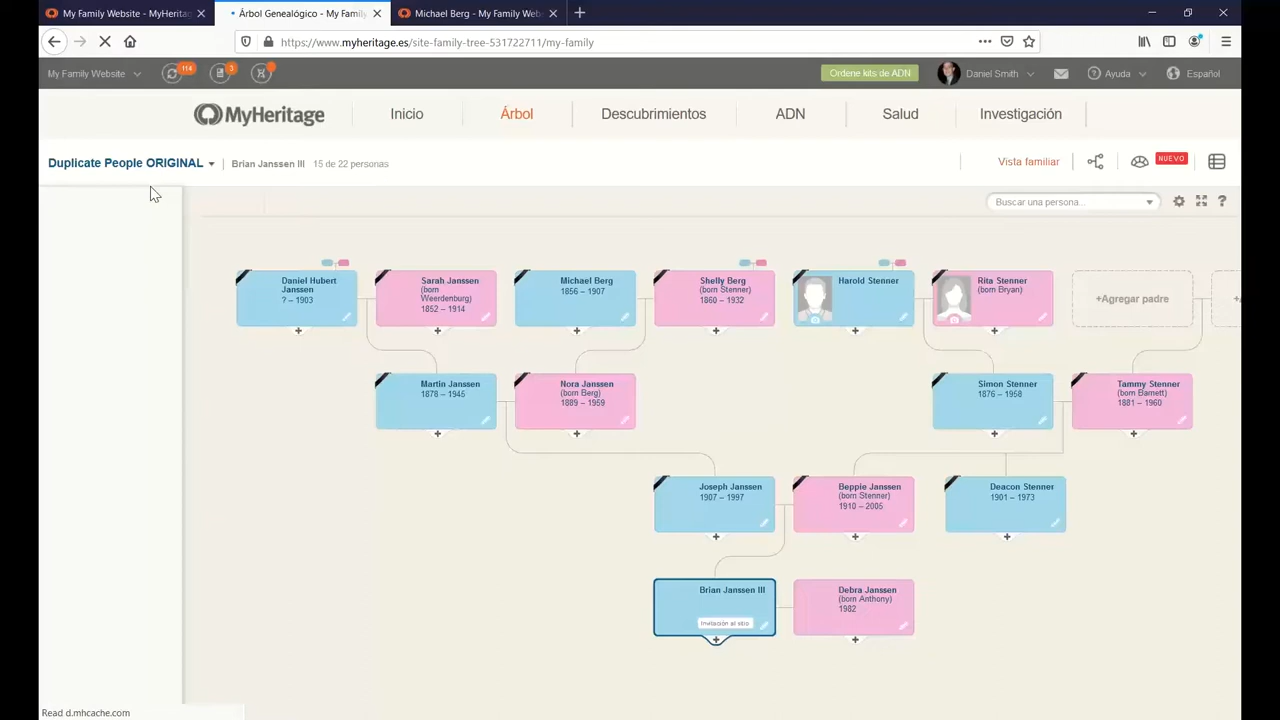 My Family Website - MyHeritag
Árbol Genealógico - My Family
Michael Berg - My Family Webs
https://www.myheritage.es/site-family-tree-531722711/my-family
My Family Website
114
3
Ordene kits de ADN
Daniel Smith
Ayuda
Español
MyHeritage
Inicio
Árbol
Descubrimientos
ADN
Salud
Investigación
Duplicate People ORIGINAL
Brian Janssen III
15 de 22 personas
Vista familiar
NUEVO
Buscar una persona...
?
Daniel Hubert
Janssen
? – 1903
Sarah Janssen
(born
Weerdenburg)
1852 – 1914
Michael Berg
1856 – 1907
Shelly Berg
(born Stenner)
1860 – 1932
Harold Stenner
Rita Stenner
(born Bryan)
+Agregar padre
Martin Janssen
1878 – 1945
Nora Janssen
(born Berg)
1889 – 1959
Simon Stenner
1876 – 1958
Tammy Stenner
(born Barnett)
1881 – 1960
Joseph Janssen
1907 – 1997
Beppie Janssen
(born Stenner)
1910 – 2005
Deacon Stenner
1901 – 1973
Brian Janssen III
Invitación al sitio
Debra Janssen
(born Anthony)
1982
Read d.mhcache.com